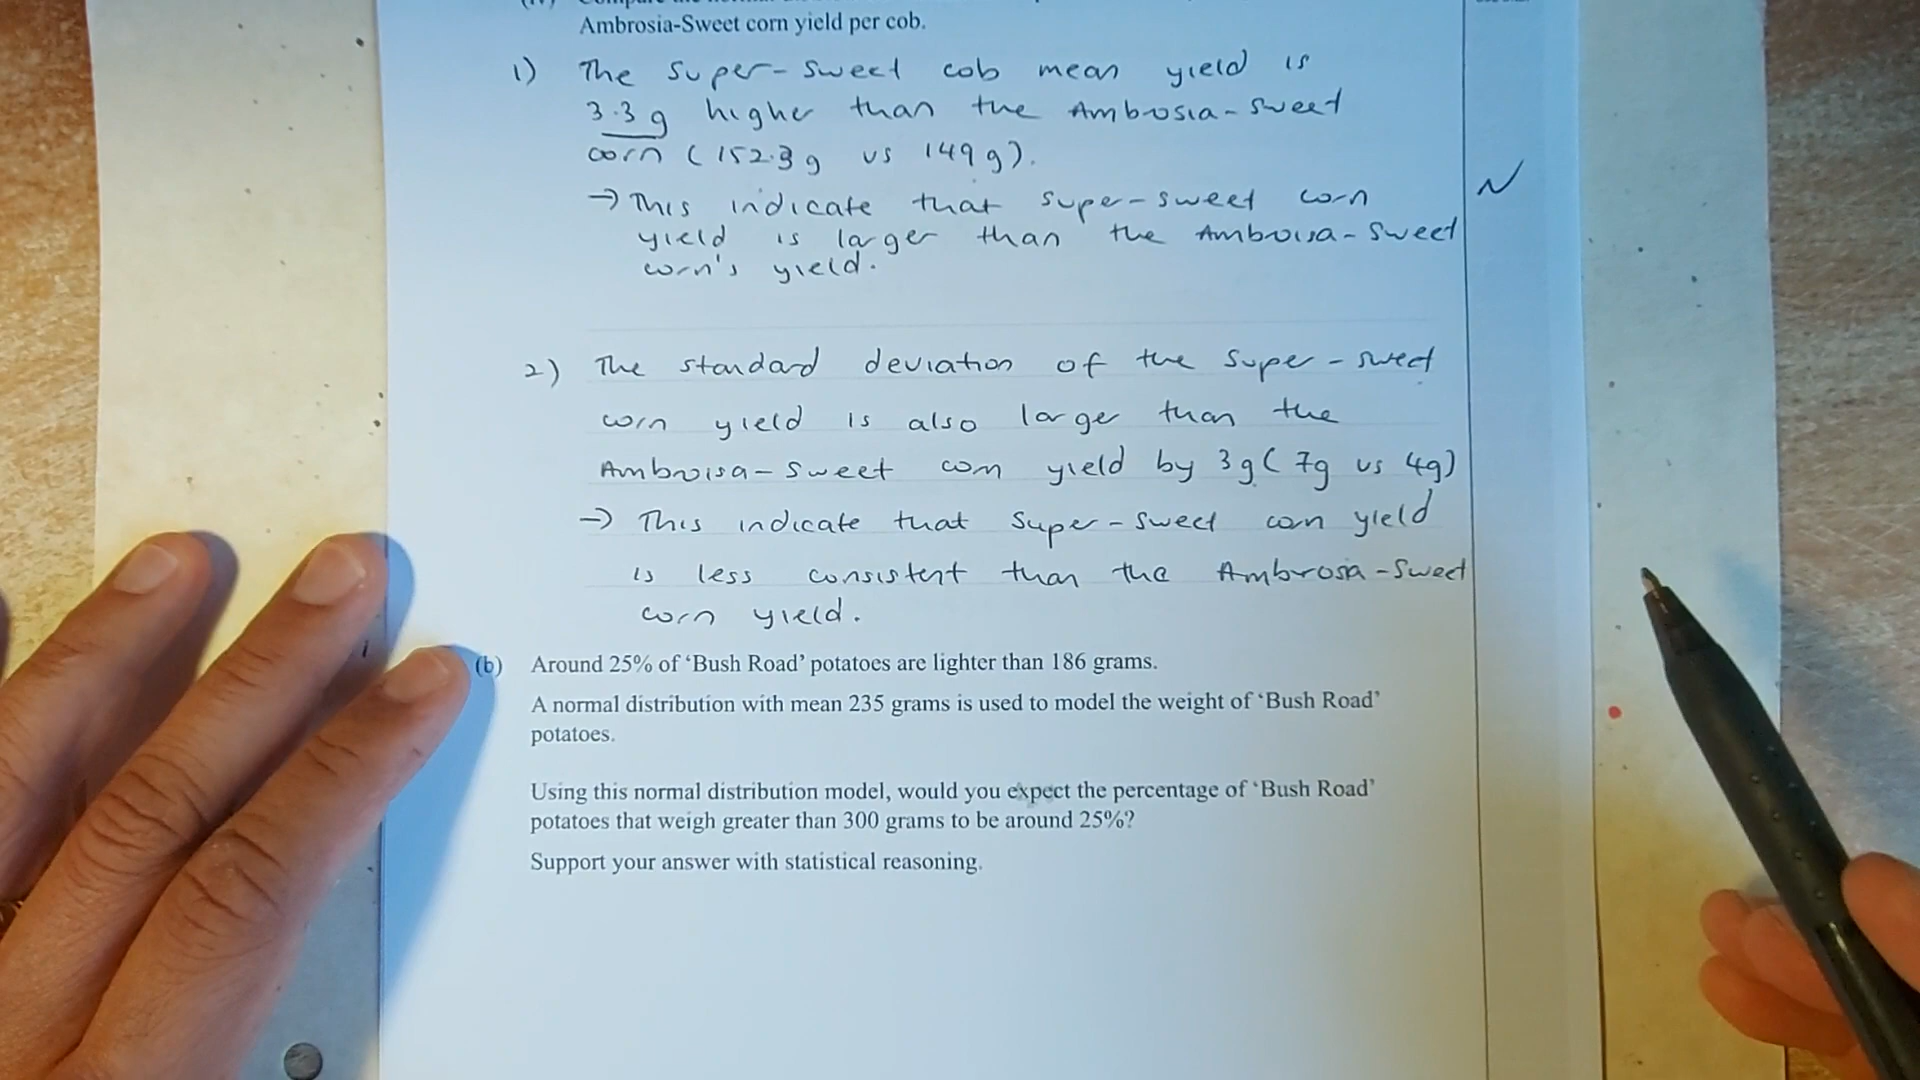 Ambrosia-Sweet corn yield per cob.
1) The Super-Sweet cob mean yield is
3.3g higher than the Ambrosia-Sweet
corn (152.3g vs 149g).
→ This indicate that super-sweet corn
yield is larger than the Ambroisa-Sweet
corn's yield.
N
2) The standard deviation of the Super-sweet
corn yield is also larger than the
Ambroisa-Sweet corn yield by 3g (7g vs 4g)
→ This indicate that Super-Sweet corn yield
is less consistent than the Ambrosa-Sweet
corn yield.
(b) Around 25% of ‘Bush Road’ potatoes are lighter than 186 grams.
A normal distribution with mean 235 grams is used to model the weight of ‘Bush Road’
potatoes.
Using this normal distribution model, would you expect the percentage of ‘Bush Road’
potatoes that weigh greater than 300 grams to be around 25%?
Support your answer with statistical reasoning.